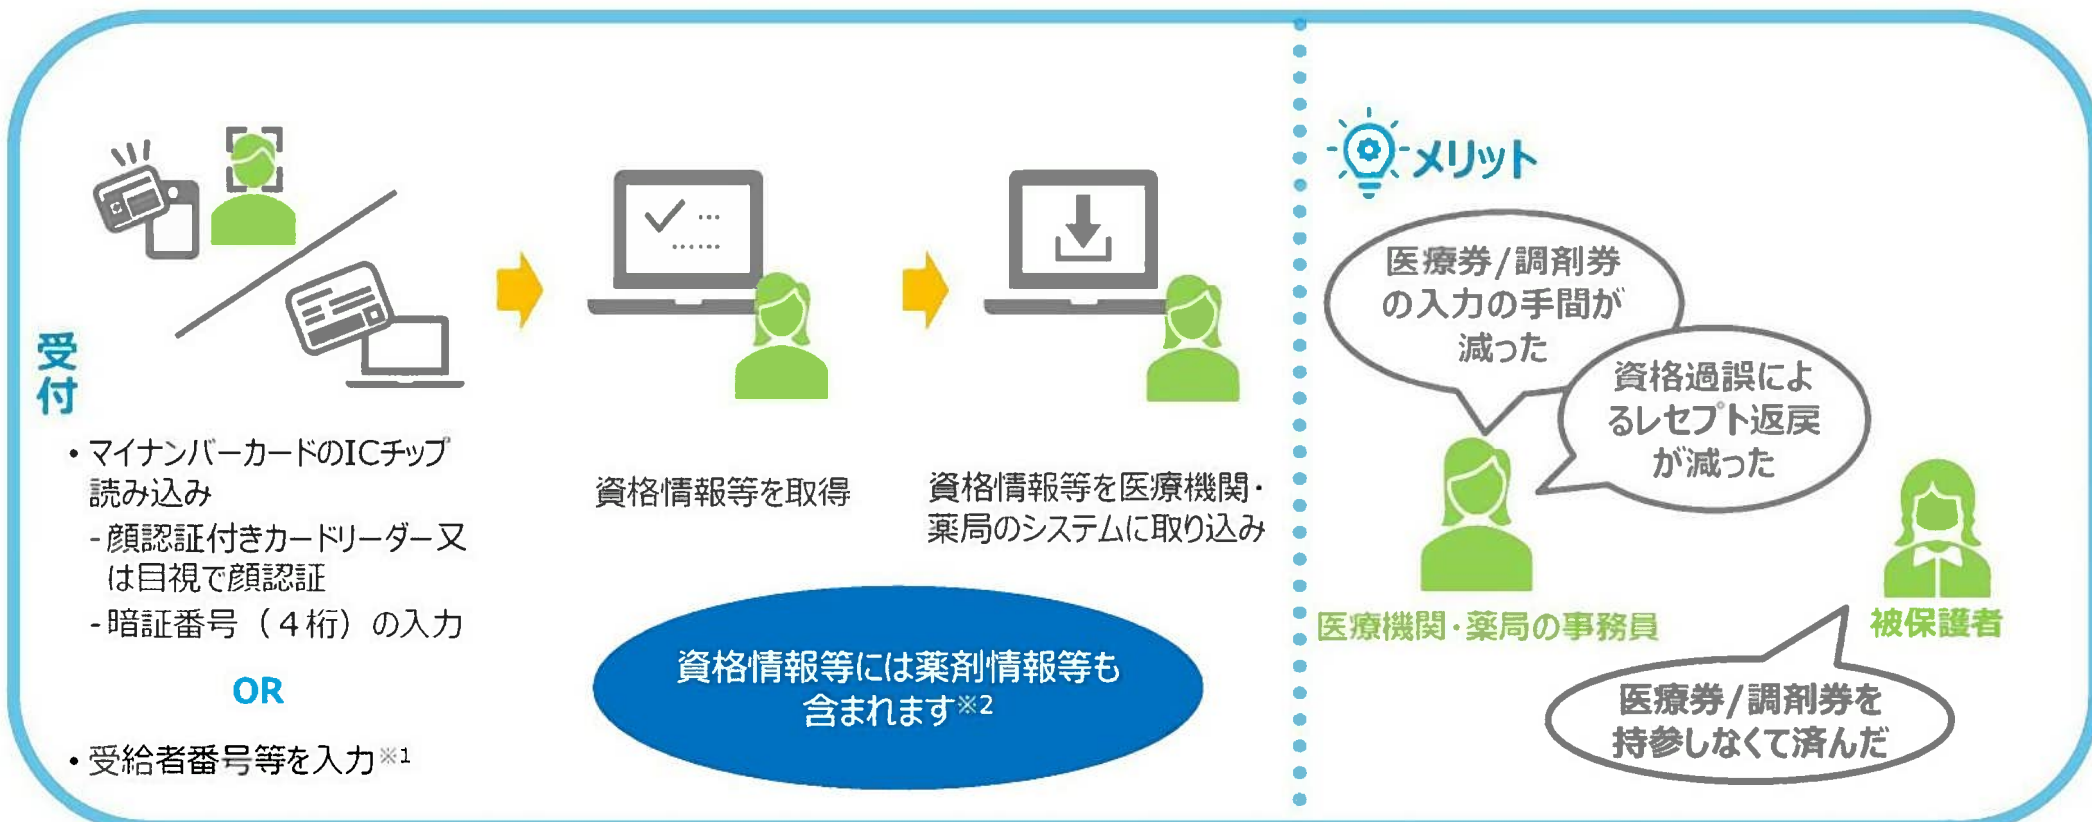 受付
・マイナンバーカードのICチップ
読み込み
-顔認証付きカードリーダー又
は目視で顔認証
-暗証番号（４桁）の入力
OR
・受給者番号等を入力※1
資格情報等を取得
資格情報等を医療機関・
薬局のシステムに取り込み
資格情報等には薬剤情報等も
含まれます※2
メリット
医療券/調剤券
の入力の手間が
減った
資格過誤によ
るレセプト返戻
が減った
医療機関・薬局の事務員
被保護者
医療券/調剤券を
持参しなくて済んだ